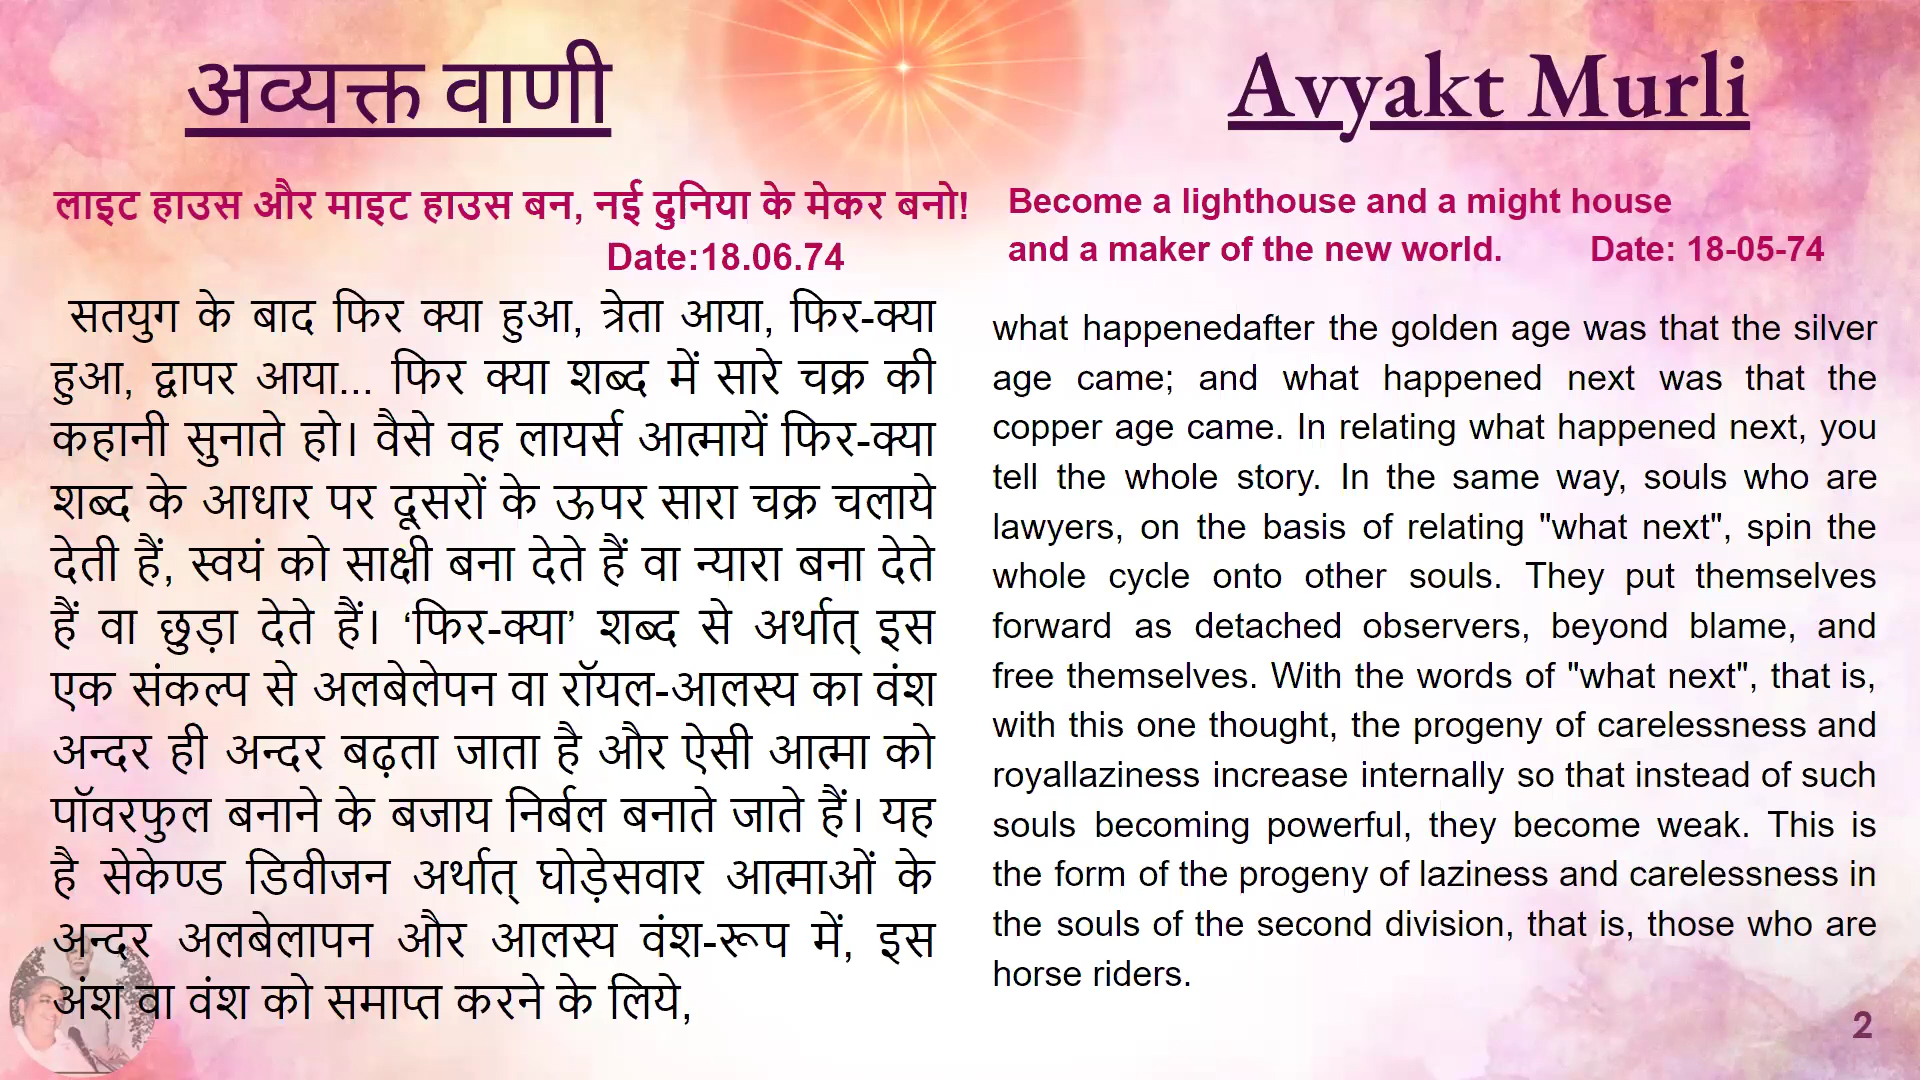 अव्यक्त वाणी
लाइट हाउस और माइट हाउस बन, नई दुनिया के मेकर बनो!
Date:18.06.74
सतयुग के बाद फिर क्या हुआ, त्रेता आया, फिर-क्या
हुआ, द्वापर आया... फिर क्या शब्द में सारे चक्र की
कहानी सुनाते हो। वैसे वह लायर्स आत्मायें फिर-क्या
शब्द के आधार पर दूसरों के ऊपर सारा चक्र चलाये
देती हैं, स्वयं को साक्षी बना देते हैं वा न्यारा बना देते
हैं वा छुड़ा देते हैं। ‘फिर-क्या’ शब्द से अर्थात् इस
एक संकल्प से अलबेलेपन वा रॉयल-आलस्य का वंश
अन्दर ही अन्दर बढ़ता जाता है और ऐसी आत्मा को
पॉवरफुल बनाने के बजाय निर्बल बनाते जाते हैं। यह
है सेकेण्ड डिवीजन अर्थात् घोड़ेसवार आत्माओं के
अन्दर अलबेलापन और आलस्य वंश-रूप में, इस
अंश वा वंश को समाप्त करने के लिये,
Avyakt Murli
Become a lighthouse and a might house
and a maker of the new world. Date: 18-05-74
what happenedafter the golden age was that the silver
age came; and what happened next was that the
copper age came. In relating what happened next, you
tell the whole story. In the same way, souls who are
lawyers, on the basis of relating "what next", spin the
whole cycle onto other souls. They put themselves
forward as detached observers, beyond blame, and
free themselves. With the words of "what next", that is,
with this one thought, the progeny of carelessness and
royallaziness increase internally so that instead of such
souls becoming powerful, they become weak. This is
the form of the progeny of laziness and carelessness in
the souls of the second division, that is, those who are
horse riders.
2